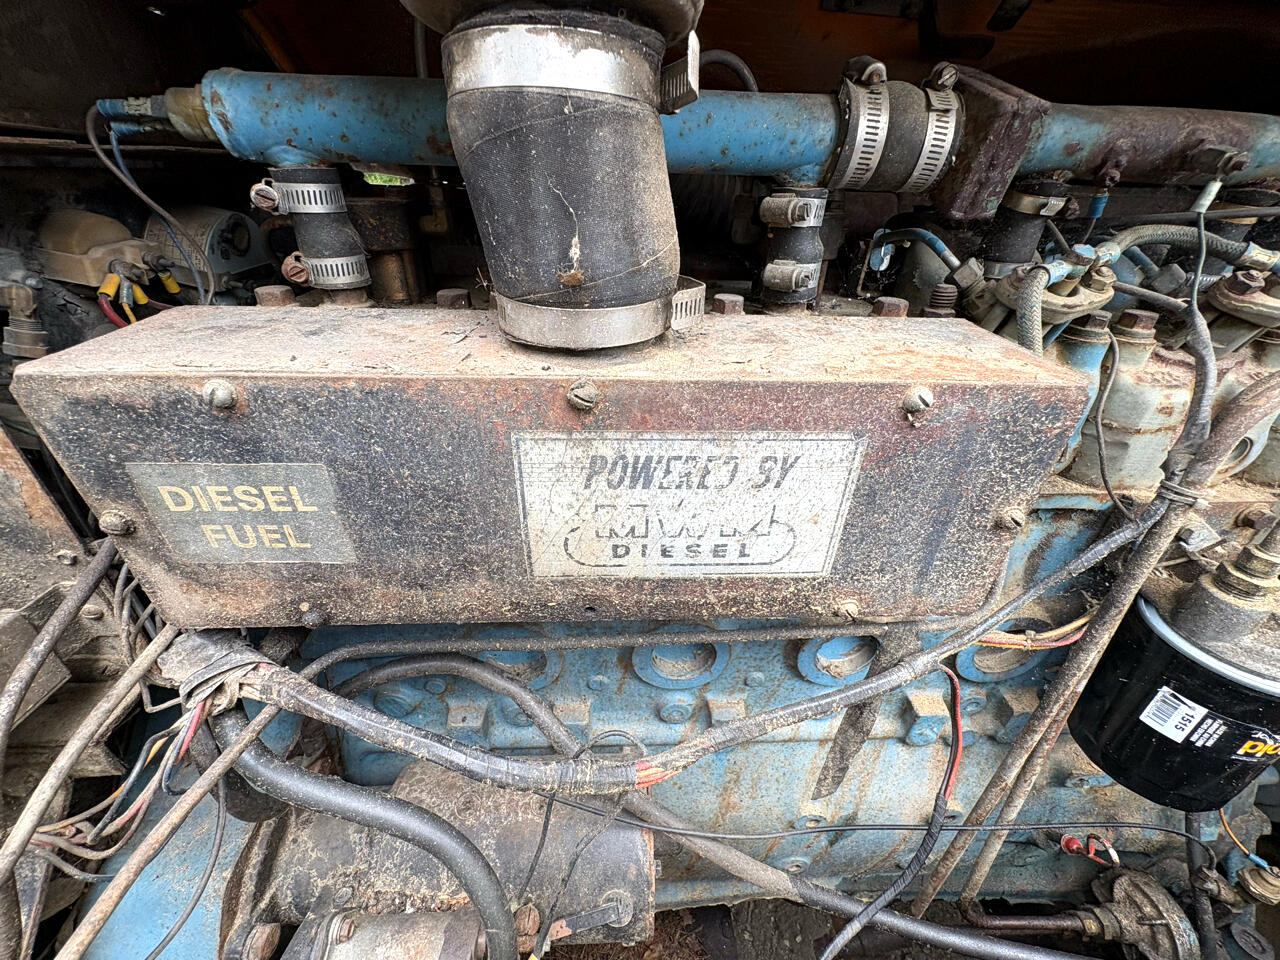 DIESEL
FUEL
POWERED BY
MWM
DIESEL
1515